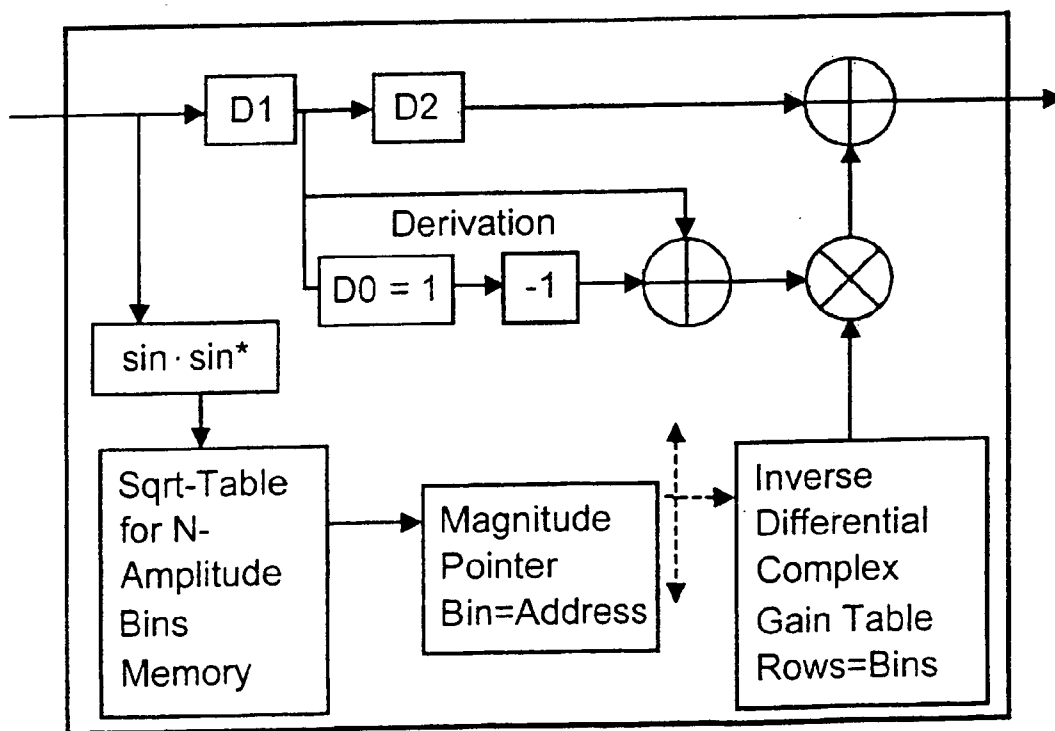 D1
D2
Derivation
D0 = 1
-1
sin · sin*
Sqrt-Table
for N-
Amplitude
Bins
Memory
Magnitude
Pointer
Bin=Address
Inverse
Differential
Complex
Gain Table
Rows=Bins